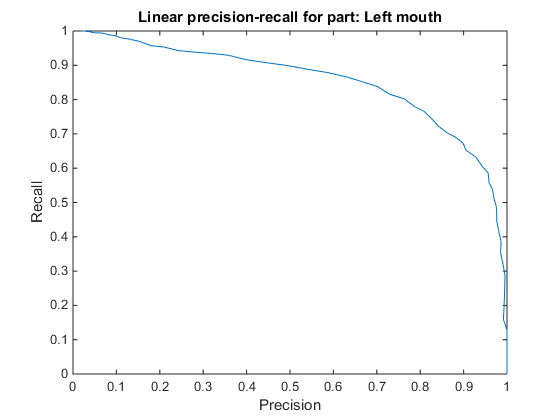 Linear precision-recall for part: Left mouth
1
0.9
0.8
0.7
0.6
0.5
0.4
0.3
0.2
0.1
0
Recall
0 0.1 0.2 0.3 0.4 0.5 0.6 0.7 0.8 0.9 1
Precision